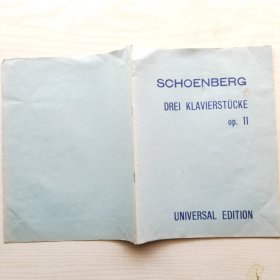 SCHOENBERG
DREI KLAVIERSTÜCKE
op. 11
UNIVERSAL EDITION